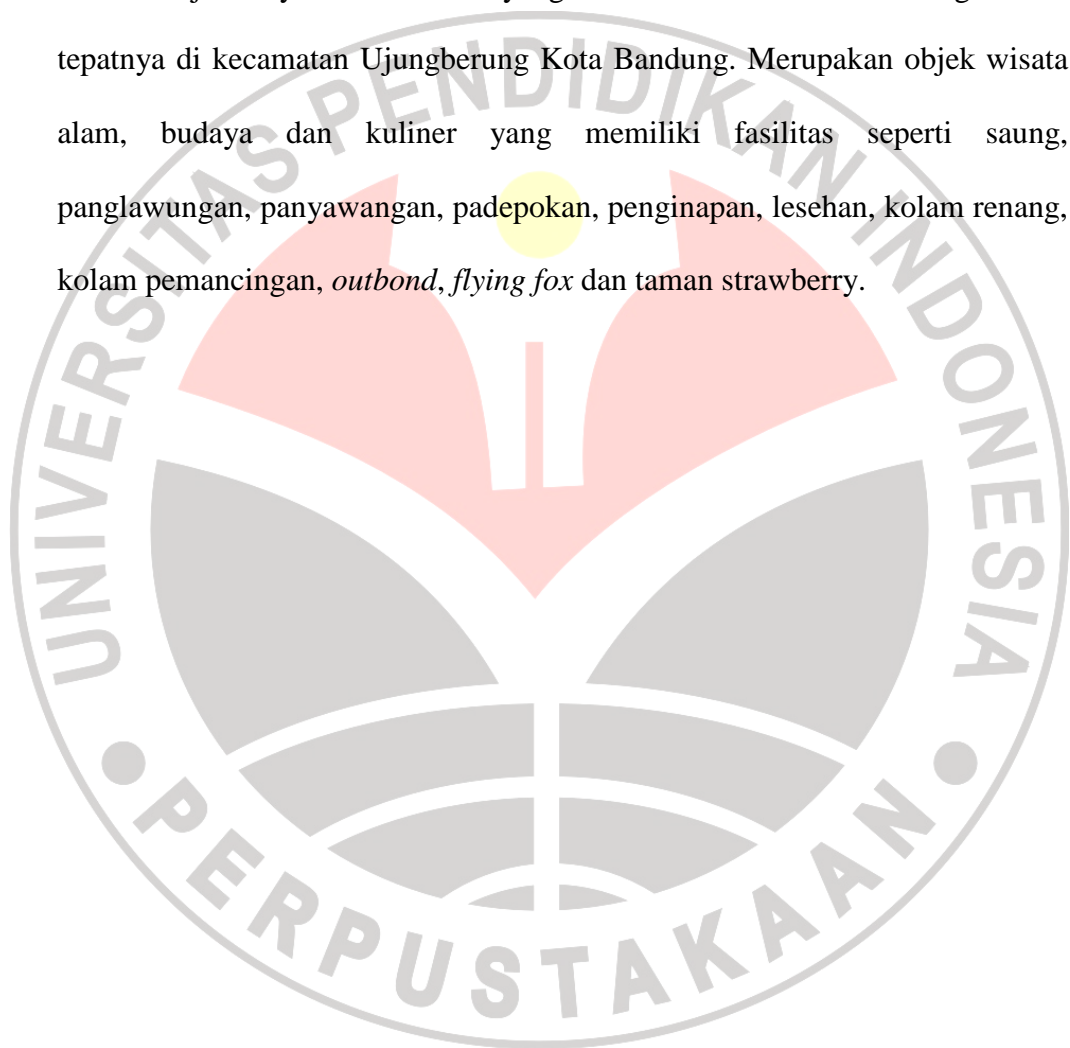 tepatnya di kecamatan Ujungberung Kota Bandung. Merupakan objek wisata
alam, budaya dan kuliner yang memiliki fasilitas seperti saung,
panglawungan, panyawangan, padepokan, penginapan, lesehan, kolam renang,
kolam pemancingan, outbond, flying fox dan taman strawberry.
UNIVERSITAS PENDIDIKAN INDONESIA
PERPUSTAKAAN